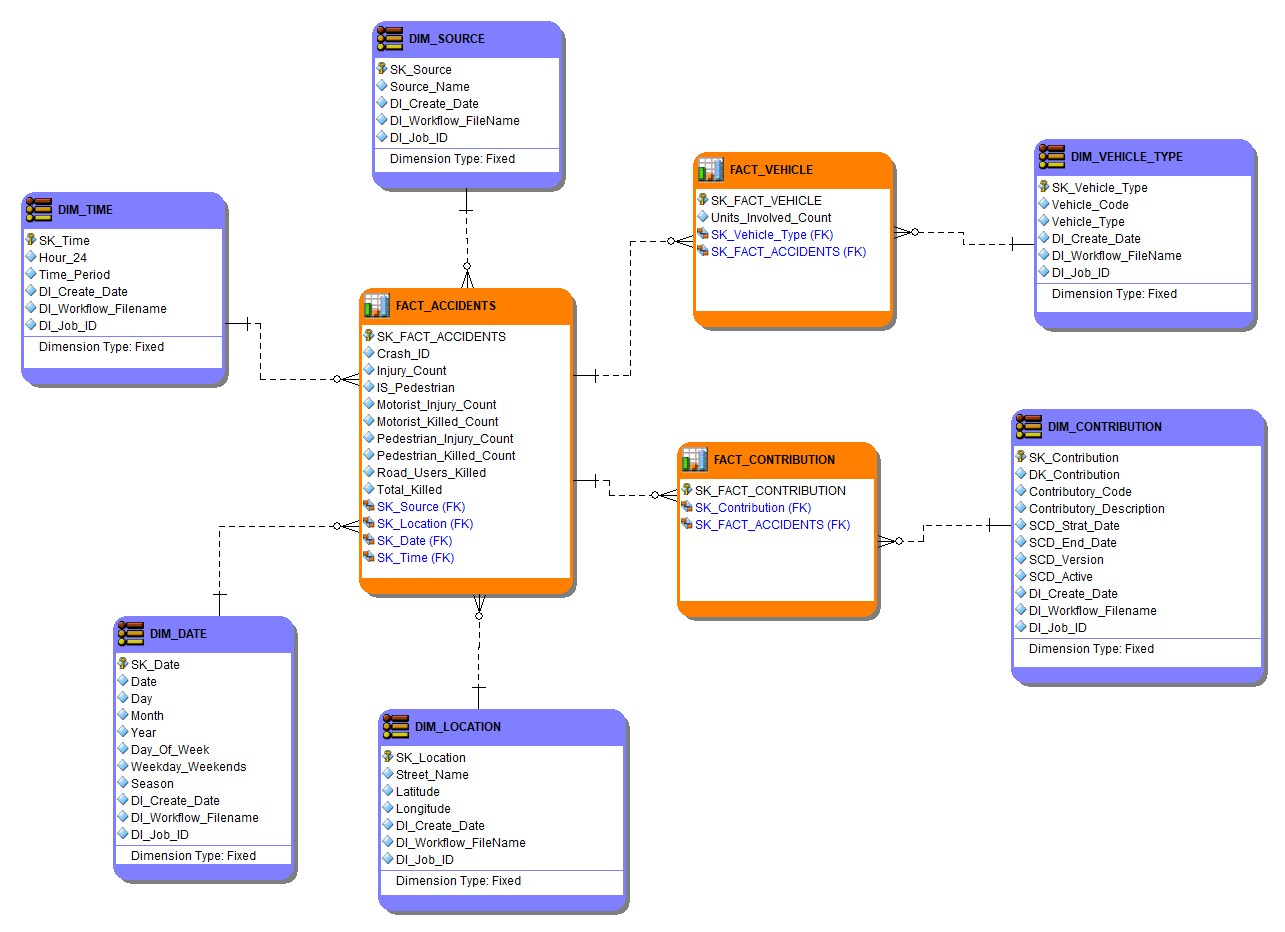 DIM_SOURCE
SK_Source
Source_Name
DI_Create_Date
DI_Workflow_FileName
DI_Job_ID
Dimension Type: Fixed
DIM_TIME
SK_Time
Hour_24
Time_Period
DI_Create_Date
DI_Workflow_Filename
DI_Job_ID
Dimension Type: Fixed
FACT_VEHICLE
SK_FACT_VEHICLE
Units_Involved_Count
SK_Vehicle_Type (FK)
SK_FACT_ACCIDENTS (FK)
DIM_VEHICLE_TYPE
SK_Vehicle_Type
Vehicle_Code
Vehicle_Type
DI_Create_Date
DI_Workflow_FileName
DI_Job_ID
Dimension Type: Fixed
FACT_ACCIDENTS
SK_FACT_ACCIDENTS
Crash_ID
Injury_Count
IS_Pedestrian
Motorist_Injury_Count
Motorist_Killed_Count
Pedestrian_Injury_Count
Pedestrian_Killed_Count
Road_Users_Killed
Total_Killed
SK_Source (FK)
SK_Location (FK)
SK_Date (FK)
SK_Time (FK)
FACT_CONTRIBUTION
SK_FACT_CONTRIBUTION
SK_Contribution (FK)
SK_FACT_ACCIDENTS (FK)
DIM_CONTRIBUTION
SK_Contribution
DK_Contribution
Contributory_Code
Contributory_Description
SCD_Strat_Date
SCD_End_Date
SCD_Version
SCD_Active
DI_Create_Date
DI_Workflow_Filename
DI_Job_ID
Dimension Type: Fixed
DIM_DATE
SK_Date
Date
Day
Month
Year
Day_Of_Week
Weekday_Weekends
Season
DI_Create_Date
DI_Workflow_Filename
DI_Job_ID
Dimension Type: Fixed
DIM_LOCATION
SK_Location
Street_Name
Latitude
Longitude
DI_Create_Date
DI_Workflow_FileName
DI_Job_ID
Dimension Type: Fixed